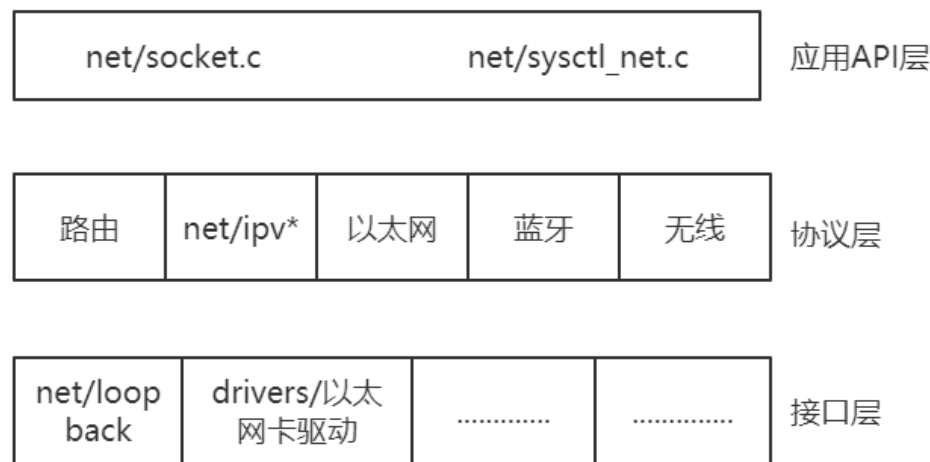 net/socket.c net/sysctl_net.c 应用API层
路由 net/ipv* 以太网 蓝牙 无线 协议层
net/loop
back
drivers/以太
网卡驱动
............. .............. 接口层